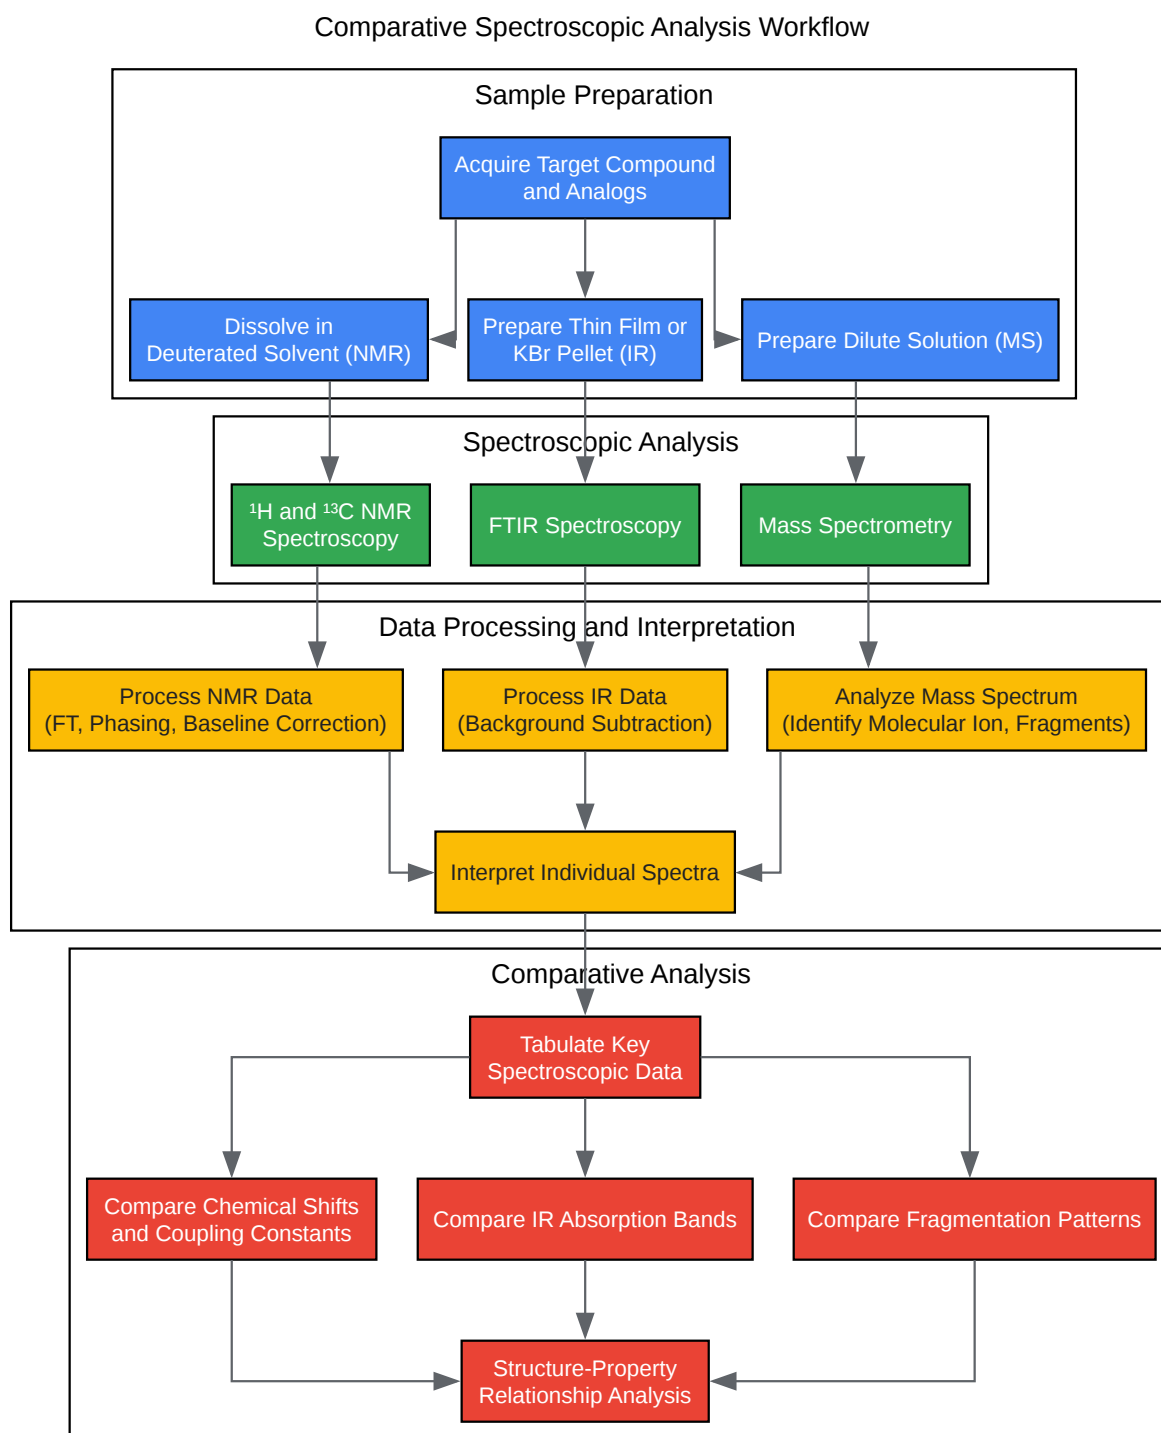 Comparative Spectroscopic Analysis Workflow
Sample Preparation
Acquire Target Compound
and Analogs
Dissolve in
Deuterated Solvent (NMR)
Prepare Thin Film or
KBr Pellet (IR)
Prepare Dilute Solution (MS)
Spectroscopic Analysis
¹H and ¹³C NMR
Spectroscopy
FTIR Spectroscopy
Mass Spectrometry
Data Processing and Interpretation
Process NMR Data
(FT, Phasing, Baseline Correction)
Process IR Data
(Background Subtraction)
Analyze Mass Spectrum
(Identify Molecular Ion, Fragments)
Interpret Individual Spectra
Comparative Analysis
Tabulate Key
Spectroscopic Data
Compare Chemical Shifts
and Coupling Constants
Compare IR Absorption Bands
Compare Fragmentation Patterns
Structure-Property
Relationship Analysis